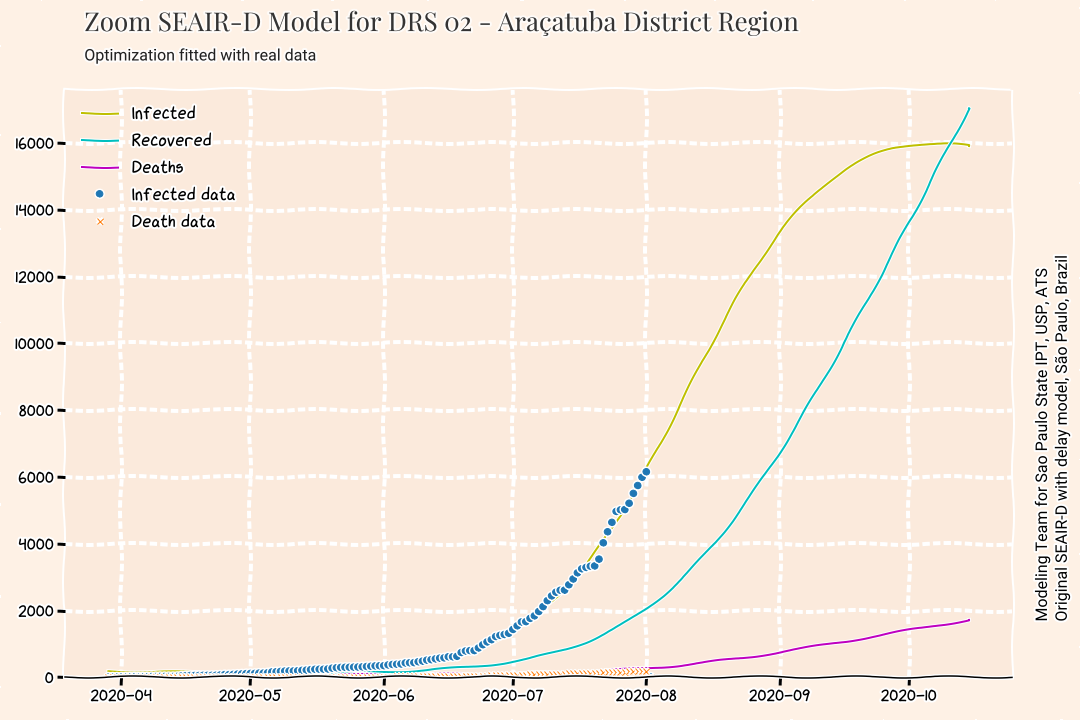 Zoom SEAIR-D Model for DRS 02 - Araçatuba District Region
Optimization fitted with real data
Infected
Recovered
Deaths
Infected data
Death data
16000
14000
12000
10000
8000
6000
4000
2000
0
2020-04
2020-05
2020-06
2020-07
2020-08
2020-09
2020-10
Modeling Team for Sao Paulo State IPT, USP, ATS
Original SEAIR-D with delay model, São Paulo, Brazil